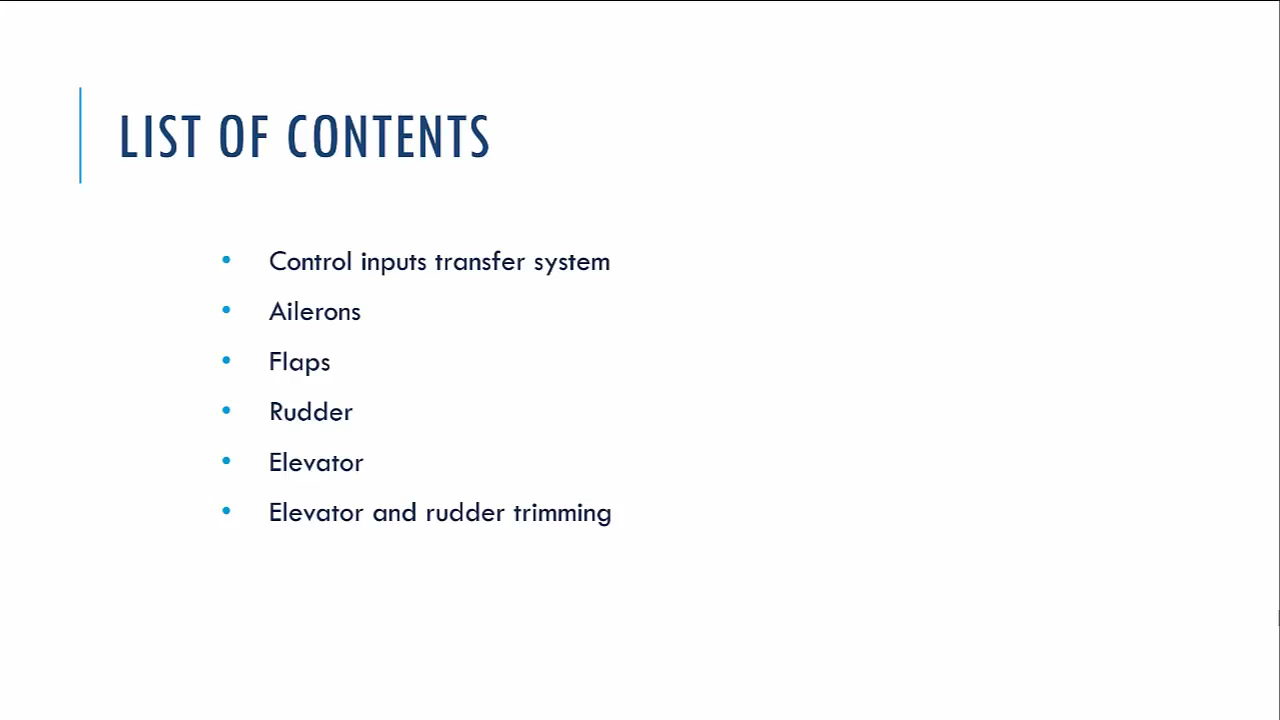 LIST OF CONTENTS
• Control inputs transfer system
• Ailerons
• Flaps
• Rudder
• Elevator
• Elevator and rudder trimming